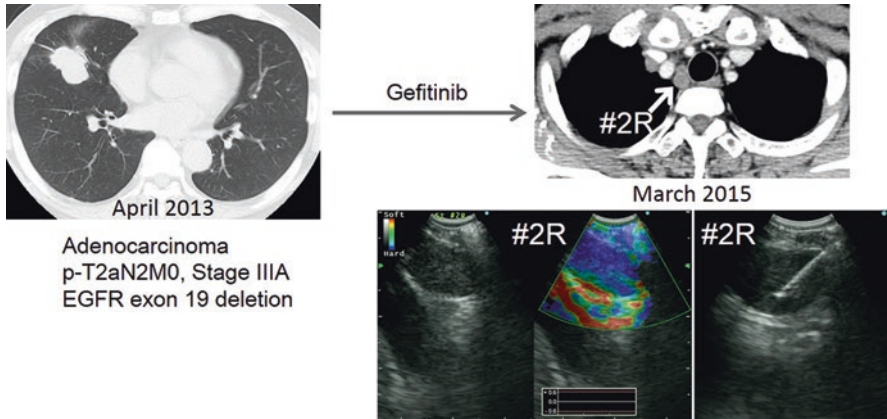 Gefitinib
#2R
April 2013
March 2015
Adenocarcinoma
p-T2aN2M0, Stage IIIA
EGFR exon 19 deletion
Soft
Hard
#2R
#2R